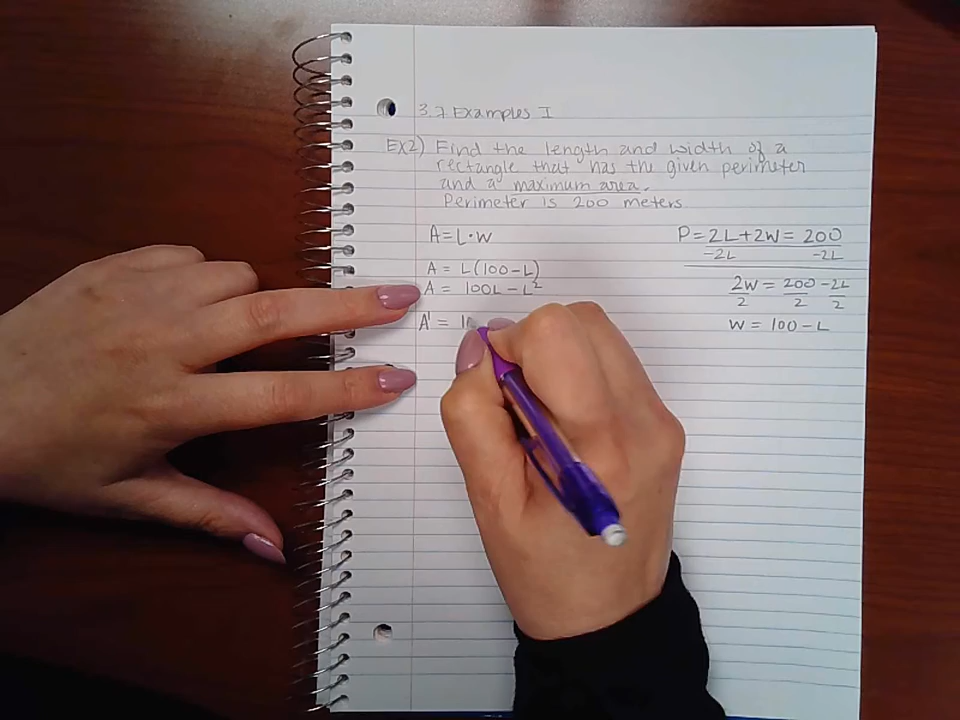 3.7 Examples I
EX2) Find the length and width of a
rectangle that has the given perimeter
and a maximum area.
Perimeter is 200 meters
A = L · W
P = 2L + 2W = 200
-2L -2L
A = L(100 - L)
A = 100L - L²
2W = 200 - 2L
2 2 2
A' = 10
W = 100 - L